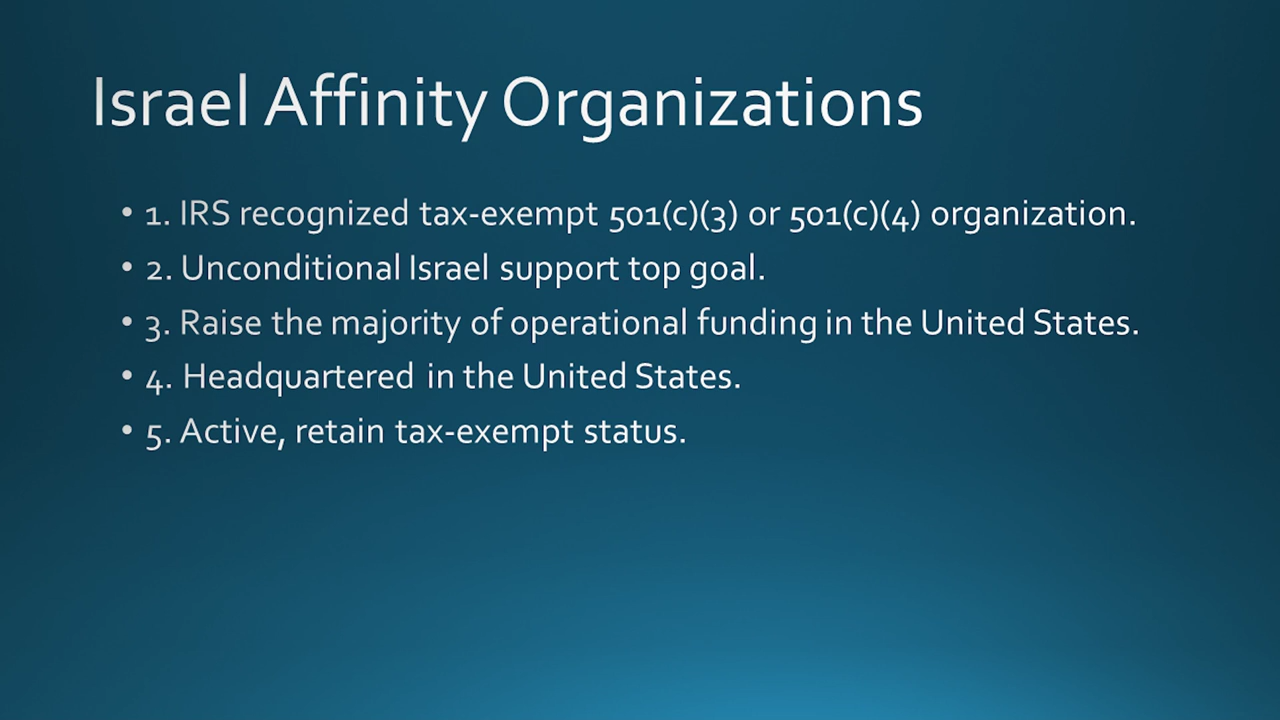 Israel Affinity Organizations
• 1. IRS recognized tax-exempt 501(c)(3) or 501(c)(4) organization.
• 2. Unconditional Israel support top goal.
• 3. Raise the majority of operational funding in the United States.
• 4. Headquartered in the United States.
• 5. Active, retain tax-exempt status.